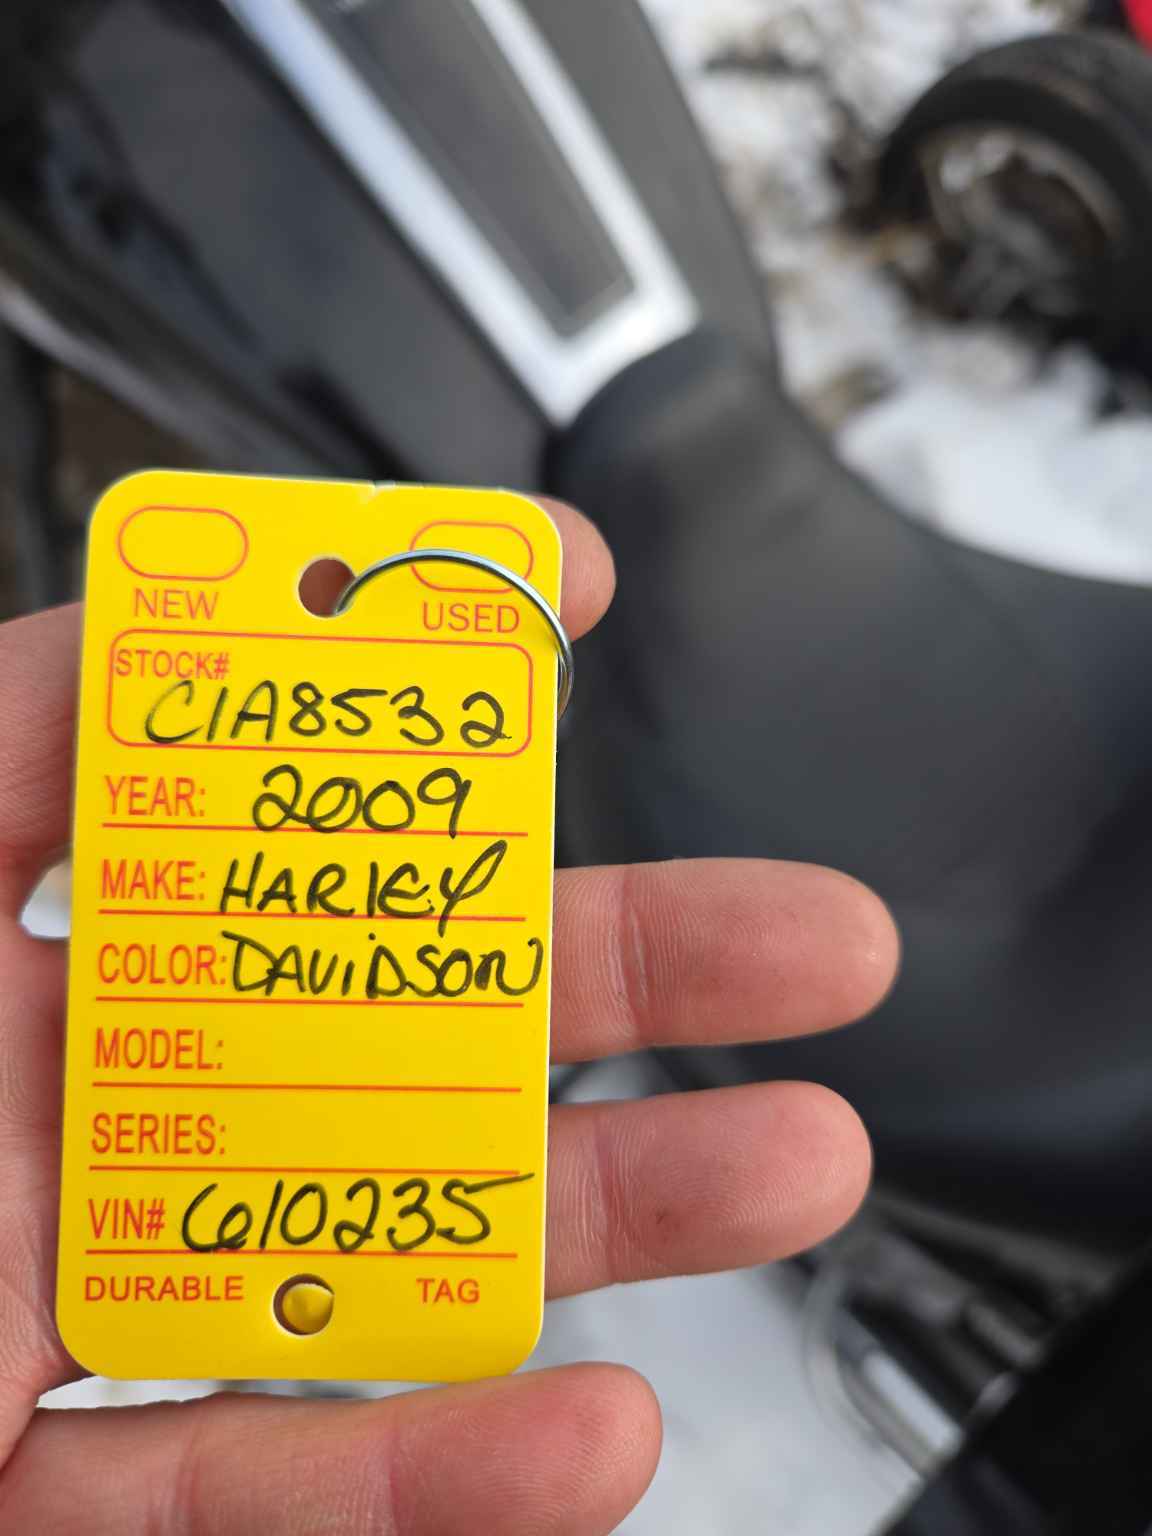 NEW USED
STOCK#
C1A8532
YEAR: 2009
MAKE: HARLEY
COLOR: DAViDSON
MODEL:
SERIES:
VIN# 610235
DURABLE TAG